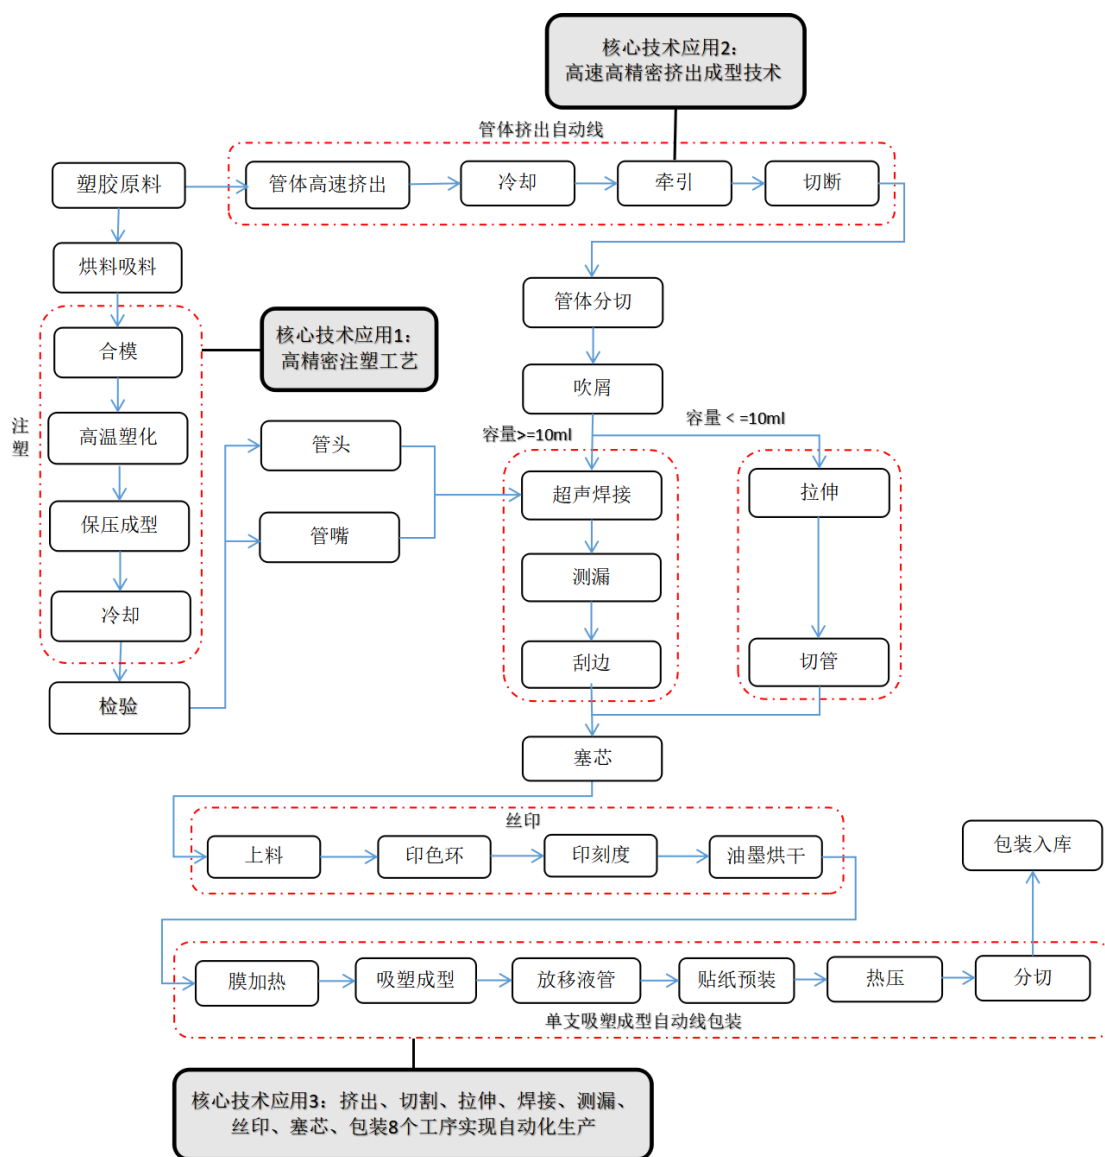 核心技术应用2：
高速高精密挤出成型技术
管体挤出自动线
塑胶原料
管体高速挤出
冷却
牵引
切断
烘料吸料
管体分切
核心技术应用1：
高精密注塑工艺
合模
吹屑
注
塑
高温塑化
管头
容量>=10ml
容量 < =10ml
超声焊接
拉伸
保压成型
管嘴
测漏
冷却
刮边
切管
检验
塞芯
丝印
上料
印色环
印刻度
油墨烘干
包装入库
膜加热
吸塑成型
放移液管
贴纸预装
热压
分切
单支吸塑成型自动线包装
核心技术应用3：挤出、切割、拉伸、焊接、测漏、
丝印、塞芯、包装8个工序实现自动化生产